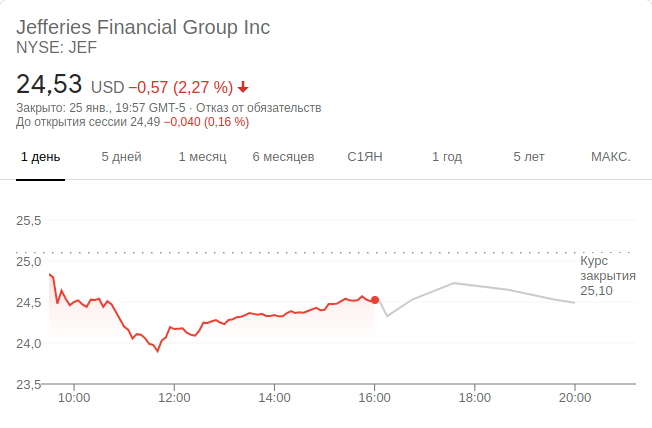 Jefferies Financial Group Inc
NYSE: JEF
24,53 USD −0,57 (2,27 %)
Закрыто: 25 янв., 19:57 GMT-5 · Отказ от обязательств
До открытия сессии 24,49 −0,040 (0,16 %)
1 день 5 дней 1 месяц 6 месяцев С1ЯН 1 год 5 лет МАКС.
25,5
25,0
24,5
24,0
23,5
Курс
закрытия
25,10
10:00 12:00 14:00 16:00 18:00 20:00